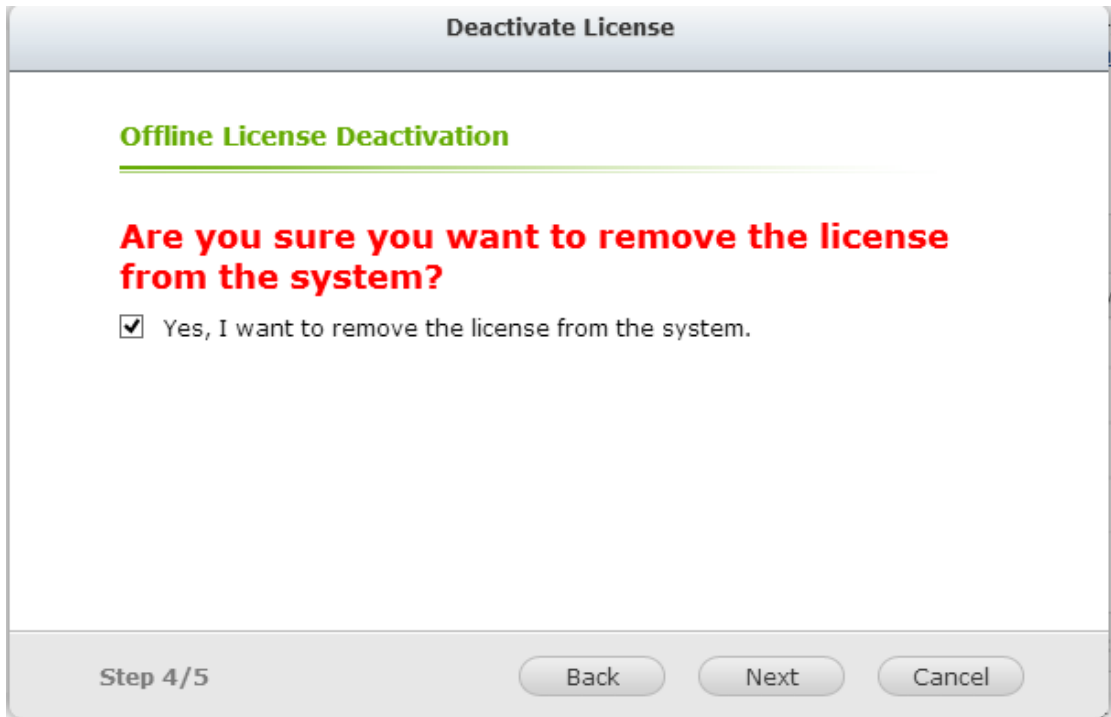 Deactivate License
Offline License Deactivation
Are you sure you want to remove the license
from the system?
Yes, I want to remove the license from the system.
Step 4/5
Back
Next
Cancel